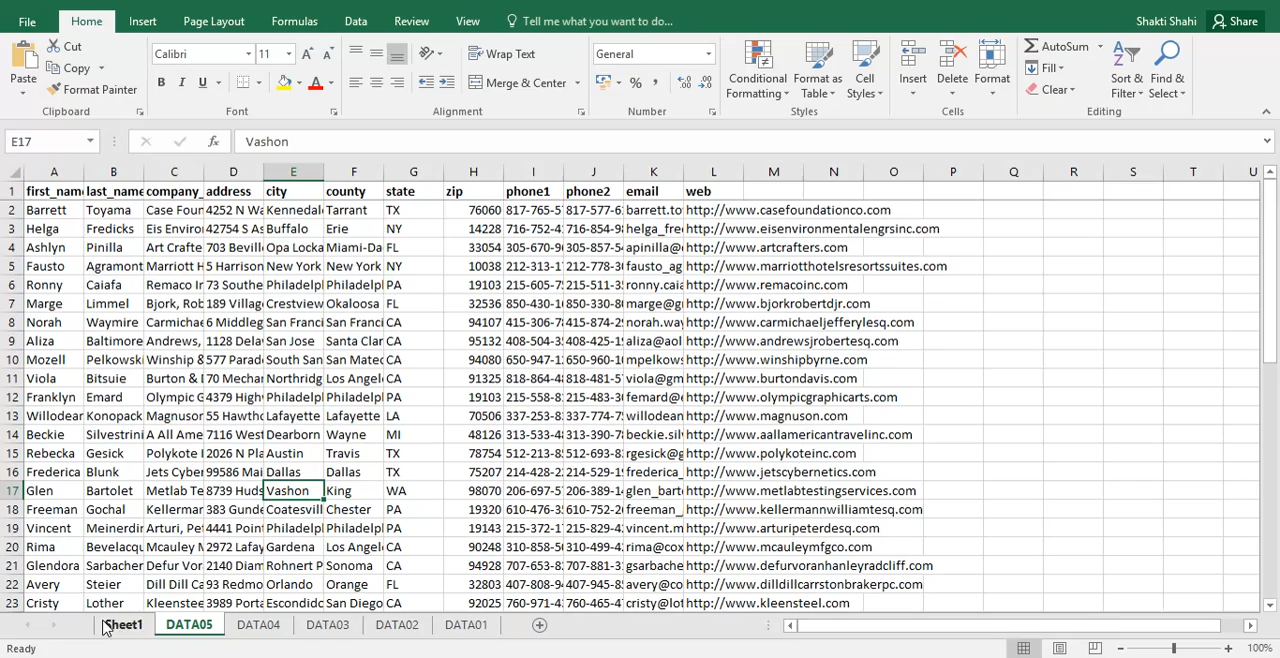 File Home Insert Page Layout Formulas Data Review View Tell me what you want to do... Shakti Shahi Share
Cut
Copy
Format Painter
Paste
Clipboard
Calibri 11
B I U
Font
Wrap Text
Merge & Center
Alignment
General
Number
Conditional Formatting
Format as Table
Cell Styles
Styles
Insert Delete Format
Cells
AutoSum
Fill
Clear
Sort & Filter
Find & Select
Editing
E17 fx Vashon
A B C D E F G H I J K L M N O P Q R S T U
1 first_name last_name company_ address city county state zip phone1 phone2 email web
2 Barrett Toyama Case Foun 4252 N Wa Kennedale Tarrant TX 76060 817-765-5 817-577-6 barrett.to http://www.casefoundationco.com
3 Helga Fredicks Eis Enviro 42754 S As Buffalo Erie NY 14228 716-752-4 716-854-9 helga_fre http://www.eisenvironmentalengrsinc.com
4 Ashlyn Pinilla Art Crafte 703 Bevill Opa Locka Miami-Da FL 33054 305-670-9 305-857-5 apinilla@ http://www.artcrafters.com
5 Fausto Agramont Marriott H 5 Harrison New York New York NY 10038 212-313-1 212-778-3 fausto_ag http://www.marriotthotelsresortssuites.com
6 Ronny Caiafa Remaco In 73 Southe Philadelph Philadelph PA 19103 215-605-7 215-511-3 ronny.caia http://www.remacoinc.com
7 Marge Limmel Bjork, Rob 189 Village Crestview Okaloosa FL 32536 850-430-1 850-330-8 marge@g http://www.bjorkrobertdjr.com
8 Norah Waymire Carmichae 6 Middleg San Franci San Franci CA 94107 415-306-7 415-874-2 norah.way http://www.carmichaeljefferylesq.com
9 Aliza Baltimore Andrews, 1128 Dela San Jose Santa Clar CA 95132 408-504-3 408-425-1 aliza@aol http://www.andrewsjrobertesq.com
10 Mozell Pelkowski Winship & 577 Parad South San San Mateo CA 94080 650-947-1 650-960-1 mpelkows http://www.winshipbyrne.com
11 Viola Bitsuie Burton & D 70 Mechan Northridg Los Angel CA 91325 818-864-4 818-481-5 viola@gm http://www.burtondavis.com
12 Franklyn Emard Olympic G 4379 High Philadelph Philadelph PA 19103 215-558-8 215-483-3 femard@ http://www.olympicgraphicarts.com
13 Willodean Konopack Magnuson 55 Hawtho Lafayette Lafayette LA 70506 337-253-8 337-774-7 willodean http://www.magnuson.com
14 Beckie Silvestrini A All Ame 7116 West Dearborn Wayne MI 48126 313-533-4 313-390-7 beckie.sil http://www.aallamericantravelinc.com
15 Rebecka Gesick Polykote I 2026 N Pla Austin Travis TX 78754 512-213-8 512-693-8 rgesick@g http://www.polykoteinc.com
16 Frederica Blunk Jets Cyber 99586 Mai Dallas Dallas TX 75207 214-428-2 214-529-1 frederica_ http://www.jetscybernetics.com
17 Glen Bartolet Metlab Te 8739 Huds Vashon King WA 98070 206-697-5 206-389-1 glen_bart http://www.metlabtestingservices.com
18 Freeman Gochal Kellerman 383 Gunde Coatesvill Chester PA 19320 610-476-3 610-752-2 freeman_ http://www.kellermannwilliamtesq.com
19 Vincent Meinerdin Arturi, Pet 4441 Point Philadelph Philadelph PA 19143 215-372-1 215-829-4 vincent.m http://www.arturipeterdesq.com
20 Rima Bevelacqu Mcauley M 2972 Lafay Gardena Los Angel CA 90248 310-858-5 310-499-4 rima@cox http://www.mcauleymfgco.com
21 Glendora Sarbacher Defur Vora 2140 Diam Rohnert P Sonoma CA 94928 707-653-8 707-881-3 gsarbache http://www.defurvoranhanleyradcliff.com
22 Avery Steier Dill Dill Ca 93 Redmo Orlando Orange FL 32803 407-808-9 407-945-8 avery@co http://www.dilldillcarrstonbrakerpc.com
23 Cristy Lother Kleenstee 3989 Porta Escondido San Diego CA 92025 760-971-4 760-465-4 cristy@lot http://www.kleensteel.com
Sheet1 DATA05 DATA04 DATA03 DATA02 DATA01
Ready 100%